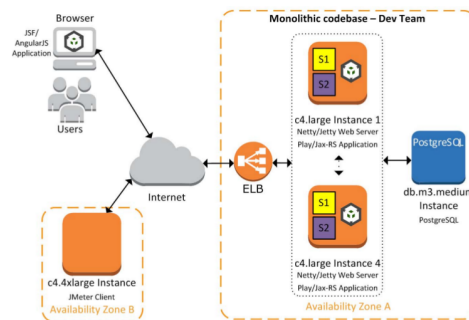 Monolithic codebase – Dev Team
Browser
JSF/
AngularJS
Application
Users
Internet
ELB
S1
S2
c4.large Instance 1
Netty/Jetty Web Server
Play/Jax-RS Application
S1
S2
c4.large Instance 4
Netty/Jetty Web Server
Play/Jax-RS Application
PostgreSQL
db.m3.medium
Instance
PostgreSQL
c4.4xlarge Instance
JMeter Client
Availability Zone B
Availability Zone A